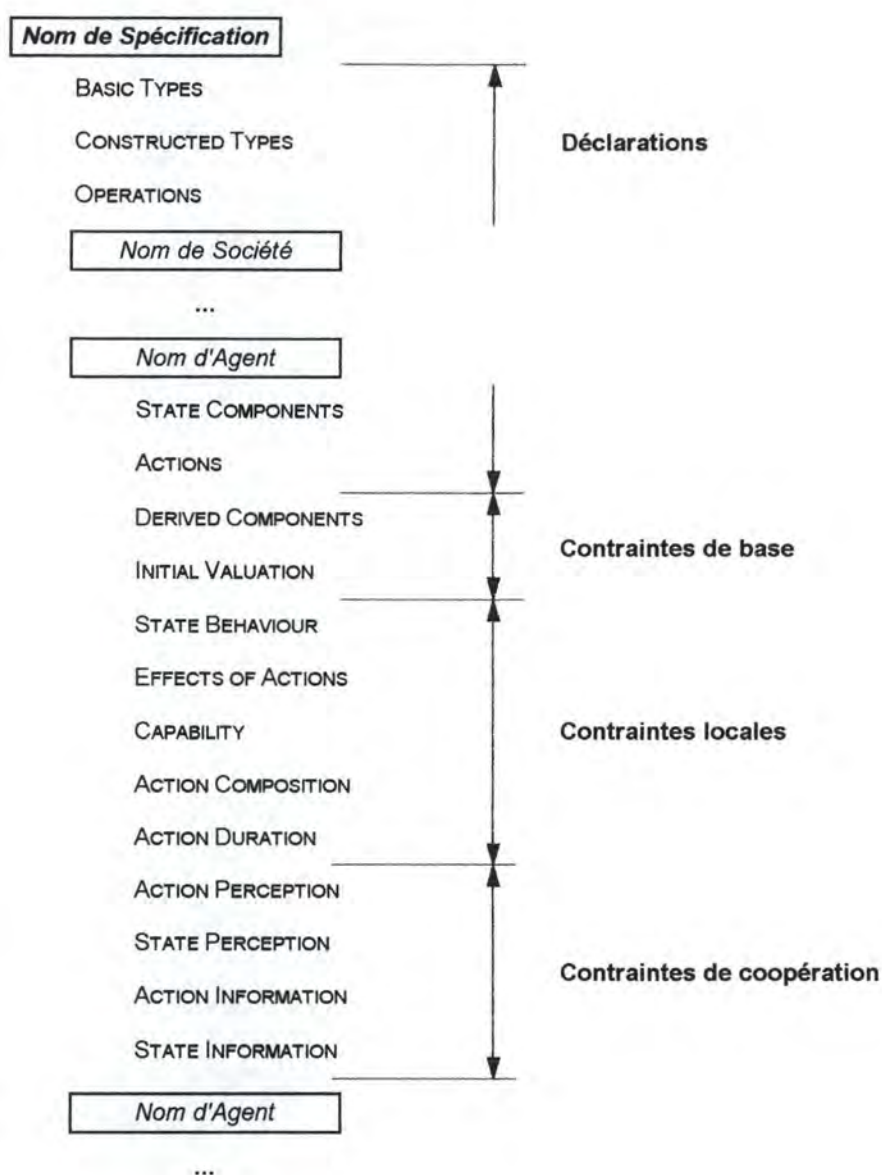 Nom de Spécification
BASIC TYPES
CONSTRUCTED TYPES
Déclarations
OPERATIONS
Nom de Société
...
Nom d'Agent
STATE COMPONENTS
ACTIONS
DERIVED COMPONENTS
Contraintes de base
INITIAL VALUATION
STATE BEHAVIOUR
EFFECTS OF ACTIONS
CAPABILITY
Contraintes locales
ACTION COMPOSITION
ACTION DURATION
ACTION PERCEPTION
STATE PERCEPTION
Contraintes de coopération
ACTION INFORMATION
STATE INFORMATION
Nom d'Agent
...